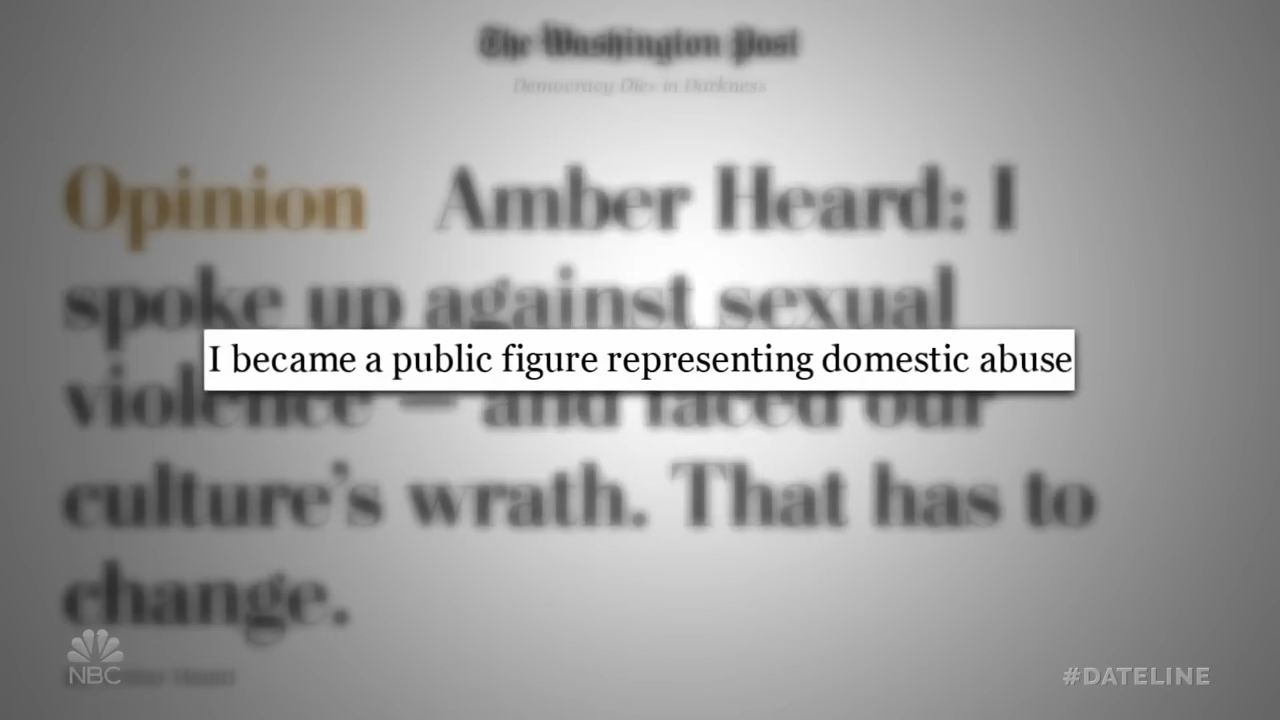 The Washington Post
Democracy Dies in Darkness
Opinion Amber Heard: I
spoke up against sexual
I became a public figure representing domestic abuse
violence — and faced our
culture's wrath. That has to
change.
NBC
#DATELINE